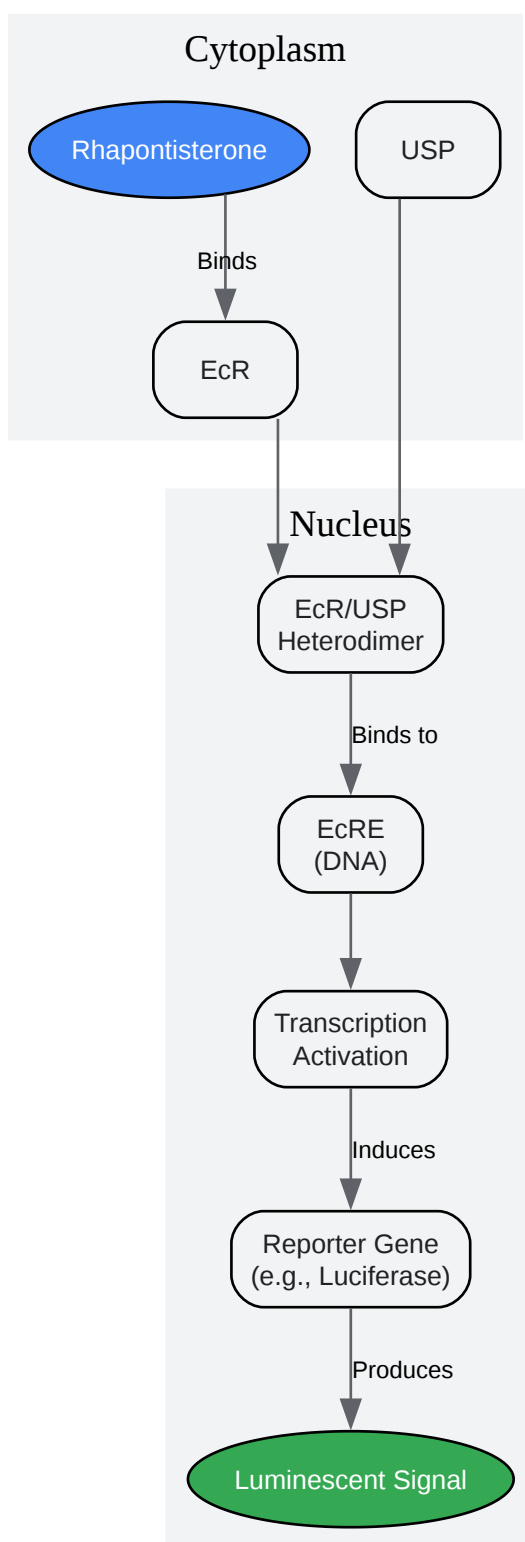 Cytoplasm
Rhapontisterone
USP
Binds
EcR
Nucleus
EcR/USP
Heterodimer
Binds to
EcRE
(DNA)
Transcription
Activation
Induces
Reporter Gene
(e.g., Luciferase)
Produces
Luminescent Signal